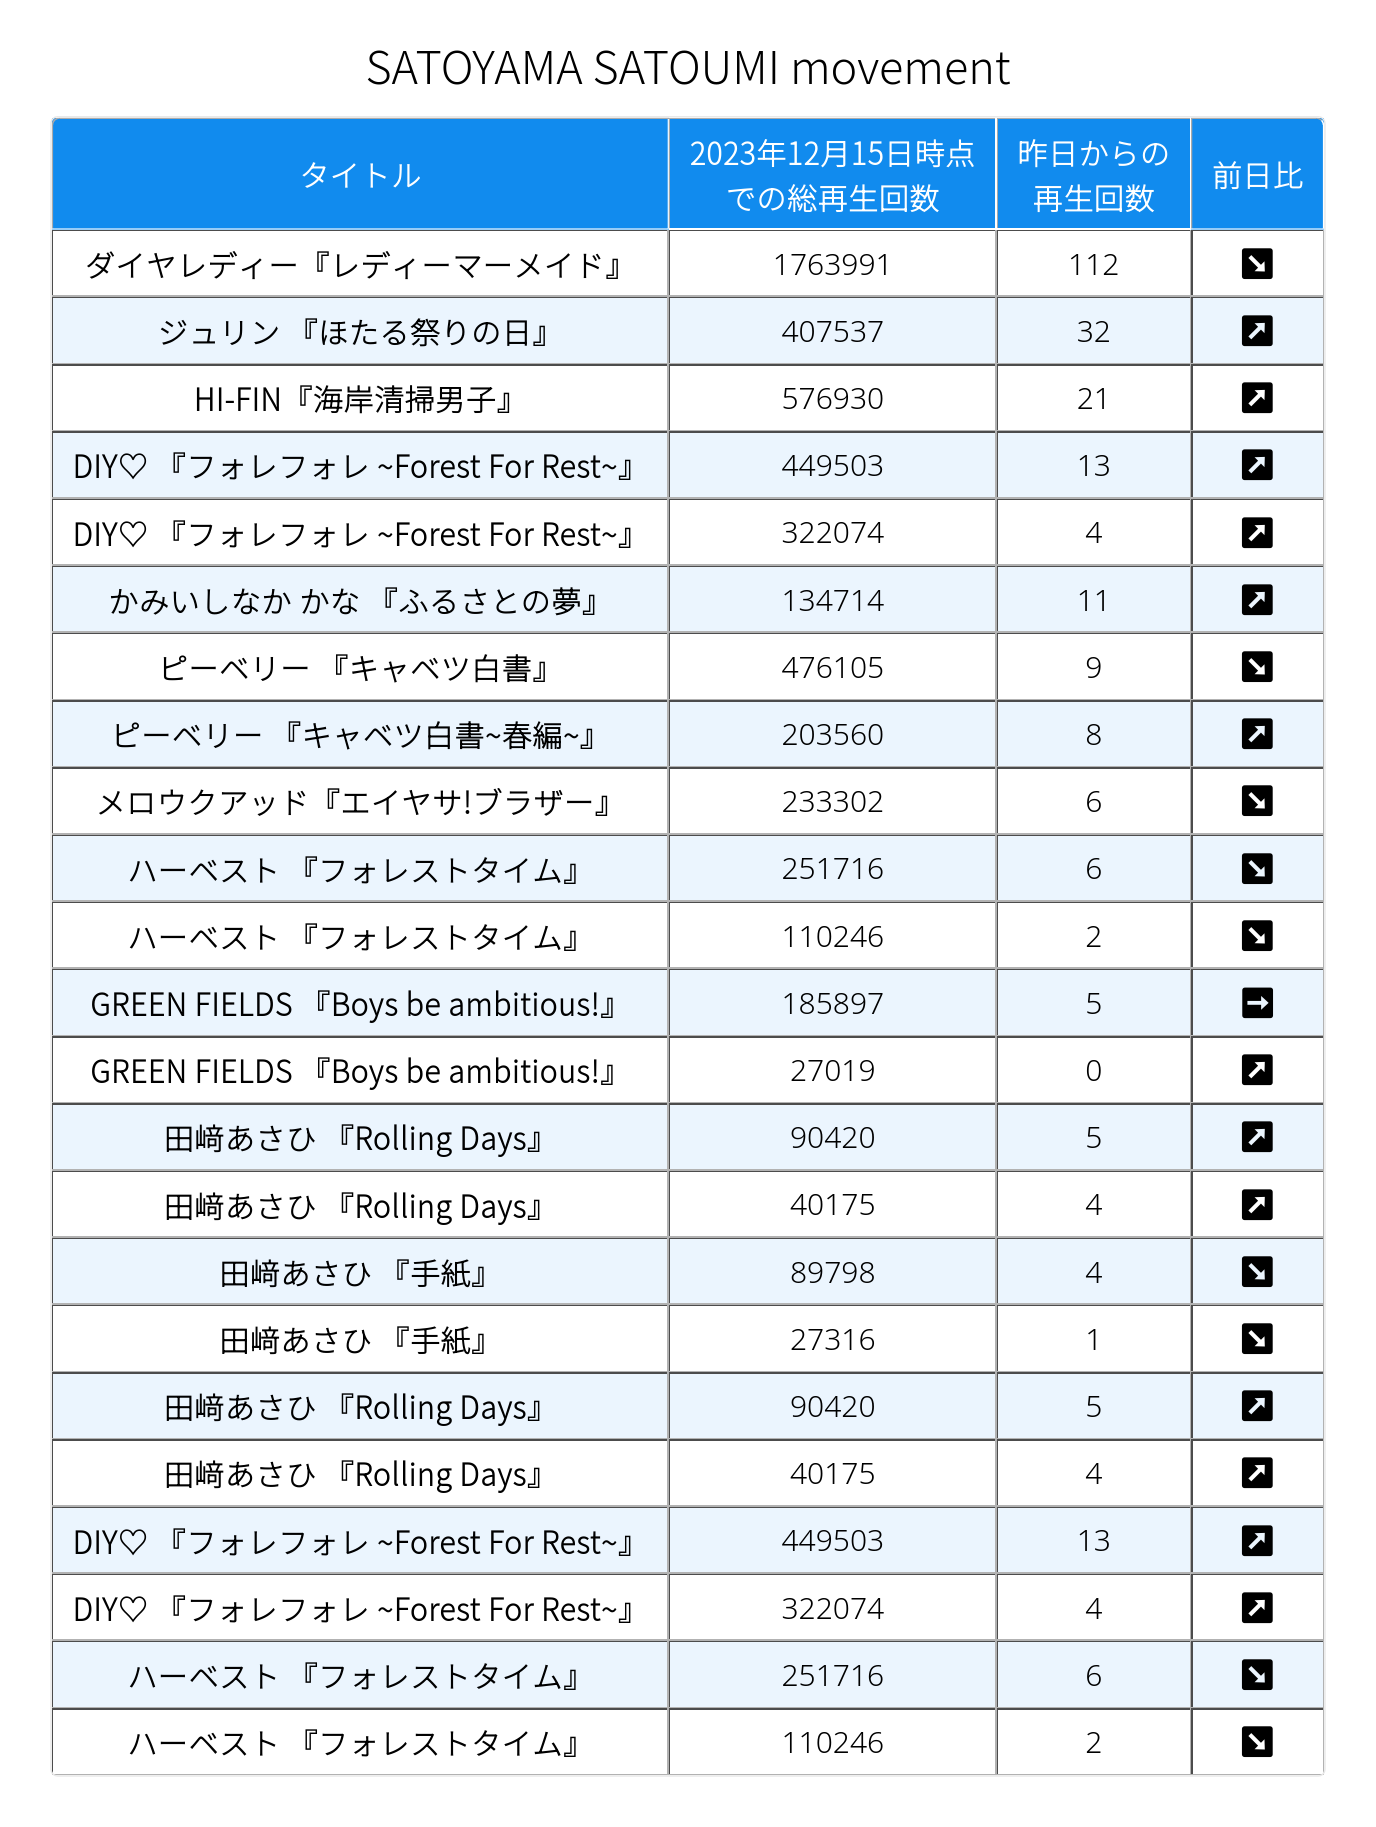 SATOYAMA SATOUMI movement
タイトル 2023年12月15日時点での総再生回数 昨日からの再生回数 前日比
ダイヤレディー『レディーマーメイド』 1763991 112 ↘
ジュリン 『ほたる祭りの日』 407537 32 ↗
HI-FIN『海岸清掃男子』 576930 21 ↗
DIY♡ 『フォレフォレ ~Forest For Rest~』 449503 13 ↗
DIY♡ 『フォレフォレ ~Forest For Rest~』 322074 4 ↗
かみいしなか かな 『ふるさとの夢』 134714 11 ↗
ピーベリー 『キャベツ白書』 476105 9 ↘
ピーベリー 『キャベツ白書~春編~』 203560 8 ↗
メロウクアッド『エイヤサ!ブラザー』 233302 6 ↘
ハーベスト 『フォレストタイム』 251716 6 ↘
ハーベスト 『フォレストタイム』 110246 2 ↘
GREEN FIELDS 『Boys be ambitious!』 185897 5 →
GREEN FIELDS 『Boys be ambitious!』 27019 0 ↗
田﨑あさひ 『Rolling Days』 90420 5 ↗
田﨑あさひ 『Rolling Days』 40175 4 ↗
田﨑あさひ 『手紙』 89798 4 ↘
田﨑あさひ 『手紙』 27316 1 ↘
田﨑あさひ 『Rolling Days』 90420 5 ↗
田﨑あさひ 『Rolling Days』 40175 4 ↗
DIY♡ 『フォレフォレ ~Forest For Rest~』 449503 13 ↗
DIY♡ 『フォレフォレ ~Forest For Rest~』 322074 4 ↗
ハーベスト 『フォレストタイム』 251716 6 ↘
ハーベスト 『フォレストタイム』 110246 2 ↘